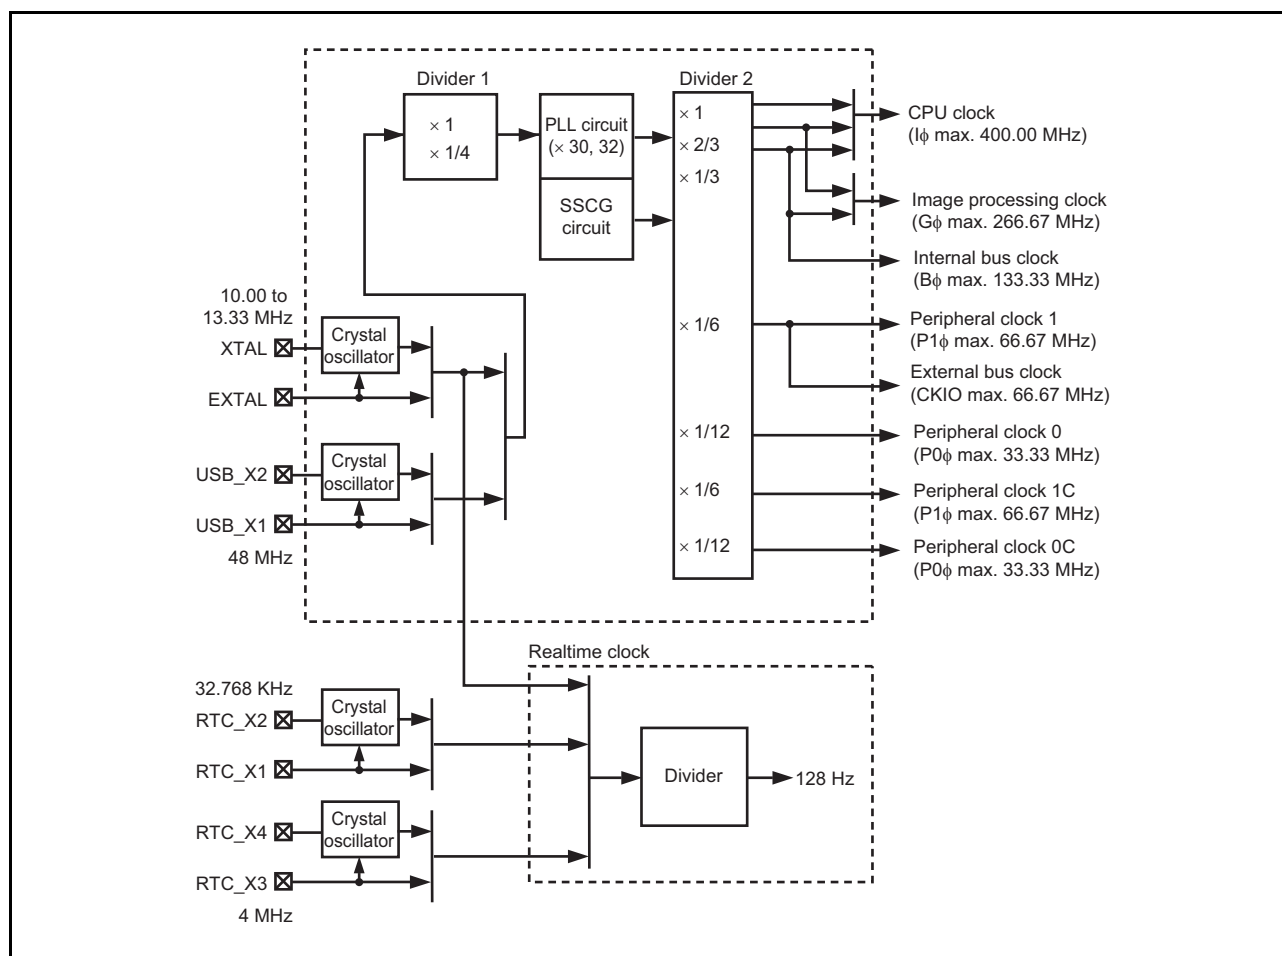 Divider 1
× 1
× 1/4
PLL circuit
(× 30, 32)
SSCG
circuit
Divider 2
× 1
× 2/3
× 1/3
× 1/6
× 1/12
× 1/6
× 1/12
CPU clock
(Iϕ max. 400.00 MHz)
Image processing clock
(Gϕ max. 266.67 MHz)
Internal bus clock
(Bϕ max. 133.33 MHz)
Peripheral clock 1
(P1ϕ max. 66.67 MHz)
External bus clock
(CKIO max. 66.67 MHz)
Peripheral clock 0
(P0ϕ max. 33.33 MHz)
Peripheral clock 1C
(P1ϕ max. 66.67 MHz)
Peripheral clock 0C
(P0ϕ max. 33.33 MHz)
10.00 to
13.33 MHz
XTAL
Crystal
oscillator
EXTAL
USB_X2
Crystal
oscillator
USB_X1
48 MHz
Realtime clock
32.768 KHz
RTC_X2
Crystal
oscillator
RTC_X1
Divider
128 Hz
RTC_X4
Crystal
oscillator
RTC_X3
4 MHz